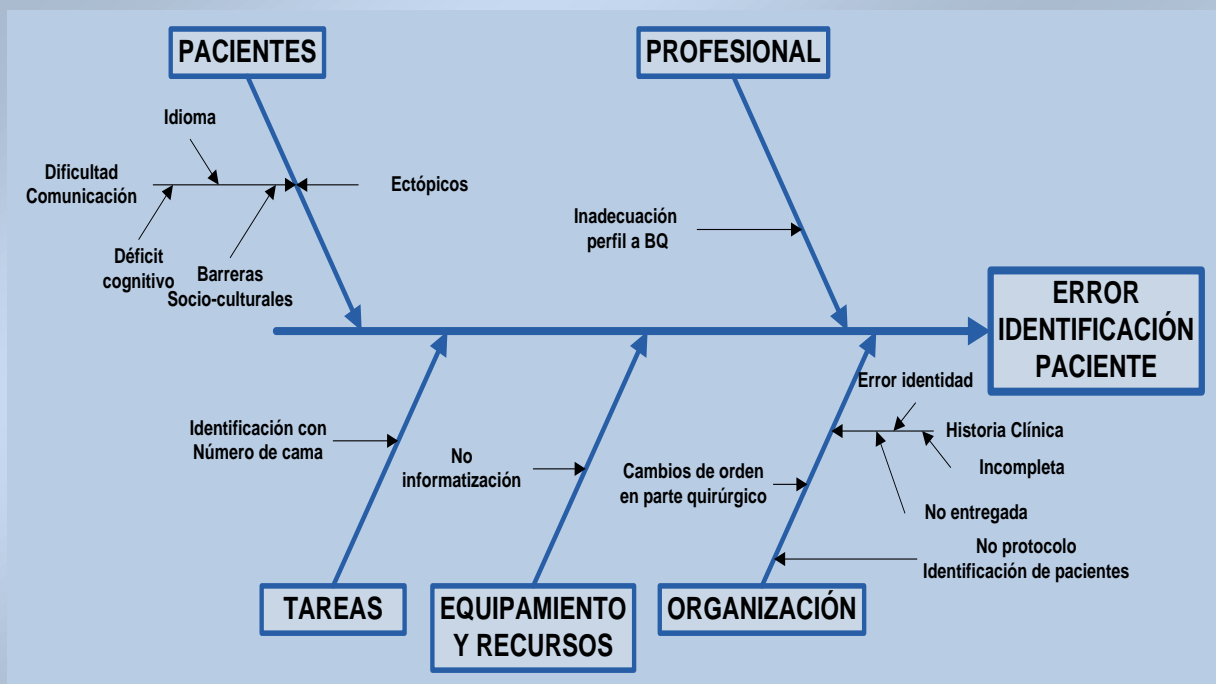 PACIENTES
PROFESIONAL
Idioma
Dificultad
Comunicación
Ectópicos
Déficit
cognitivo
Barreras
Socio-culturales
Inadecuación
perfil a BQ
ERROR
IDENTIFICACIÓN
PACIENTE
Identificación con
Número de cama
No
informatización
Error identidad
Historia Clínica
Incompleta
Cambios de orden
en parte quirúrgico
No entregada
No protocolo
Identificación de pacientes
TAREAS
EQUIPAMIENTO
Y RECURSOS
ORGANIZACIÓN